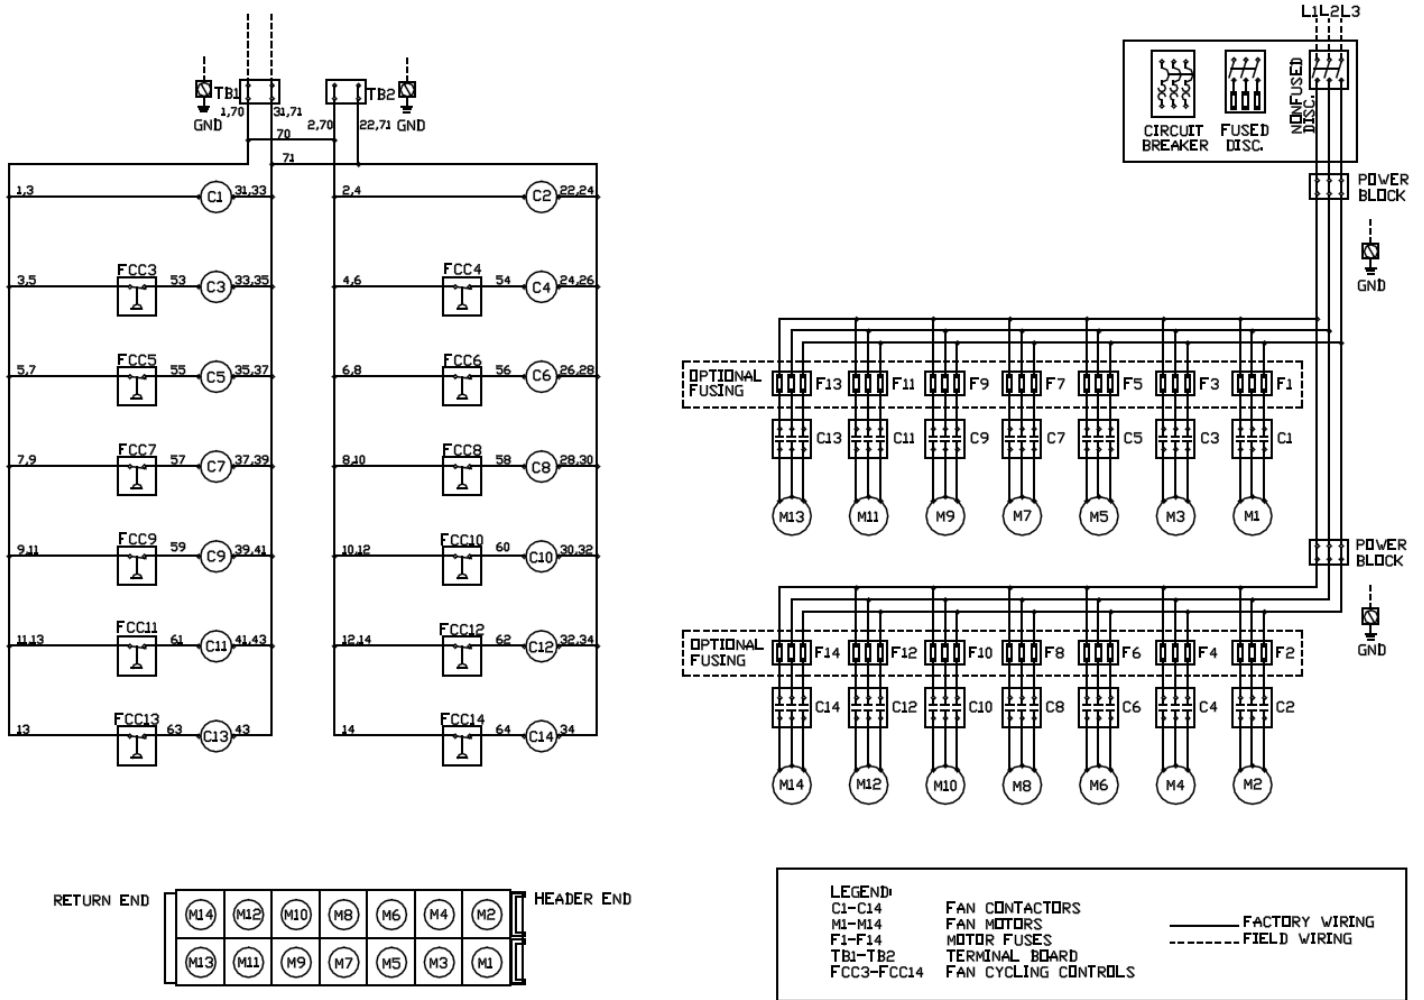 L1L2L3
CIRCUIT
BREAKER
FUSED
DISC.
NONFUSED
DISC.
POWER
BLOCK
GND
TB1
1,70
31,71
GND
TB2
2,70
22,71
GND
70
71
1,3
C1
31,33
2,4
C2
22,24
3,5
FCC3
53
C3
33,35
4,6
FCC4
54
C4
24,26
5,7
FCC5
55
C5
35,37
6,8
FCC6
56
C6
26,28
7,9
FCC7
57
C7
37,39
8,10
FCC8
58
C8
28,30
9,11
FCC9
59
C9
39,41
10,12
FCC10
60
C10
30,32
11,13
FCC11
61
C11
41,43
12,14
FCC12
62
C12
32,34
13
FCC13
63
C13
43
14
FCC14
64
C14
34
OPTIONAL
FUSING
F13 F11 F9 F7 F5 F3 F1
C13 C11 C9 C7 C5 C3 C1
M13 M11 M9 M7 M5 M3 M1
POWER
BLOCK
GND
OPTIONAL
FUSING
F14 F12 F10 F8 F6 F4 F2
C14 C12 C10 C8 C6 C4 C2
M14 M12 M10 M8 M6 M4 M2
RETURN END
HEADER END
M14 M12 M10 M8 M6 M4 M2
M13 M11 M9 M7 M5 M3 M1
LEGEND:
C1-C14 FAN CONTACTORS
M1-M14 FAN MOTORS
F1-F14 MOTOR FUSES
TB1-TB2 TERMINAL BOARD
FCC3-FCC14 FAN CYCLING CONTROLS
FACTORY WIRING
FIELD WIRING